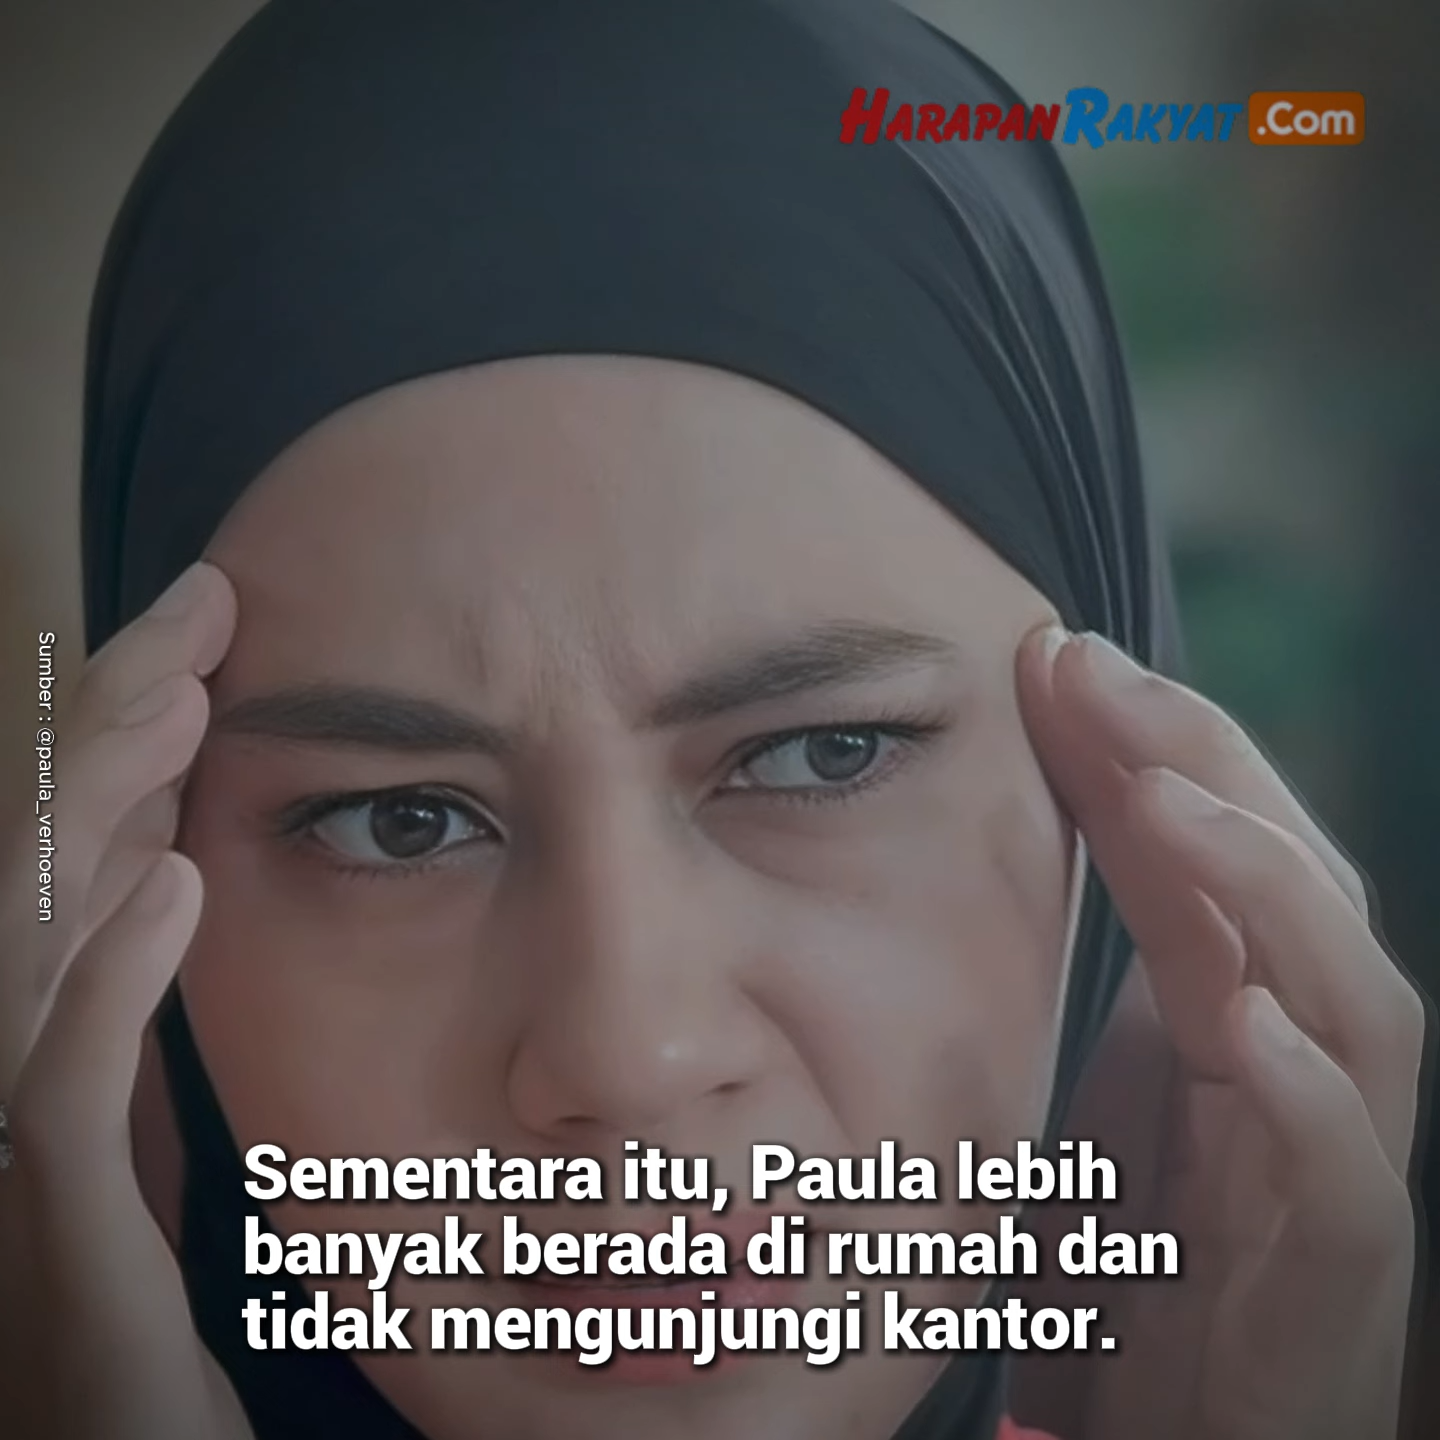 HARAPANRAKYAT.Com
Sumber : @paula_verhoeven
Sementara itu, Paula lebih
banyak berada di rumah dan
tidak mengunjungi kantor.